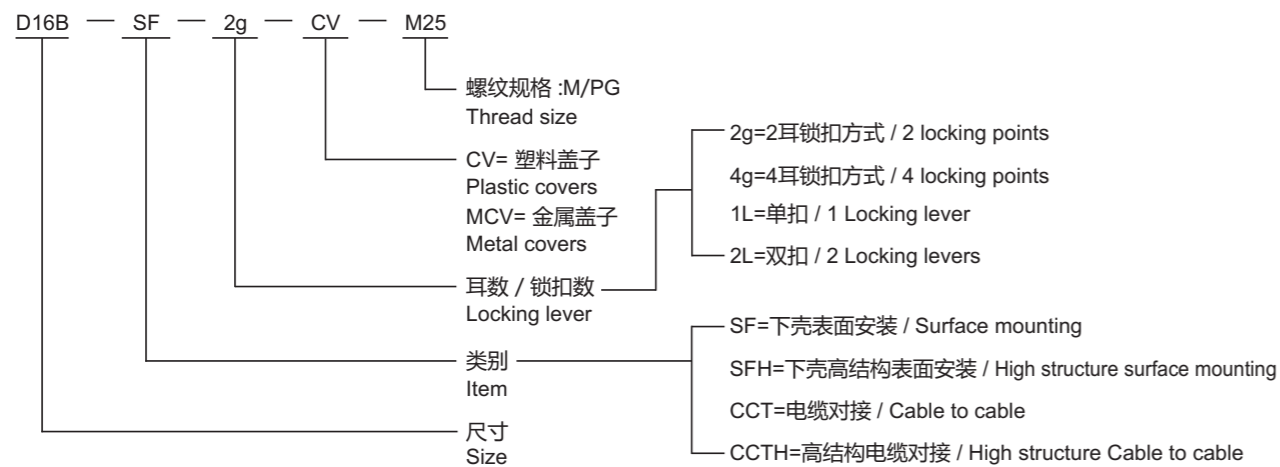 D16B — SF — 2g — CV — M25
螺纹规格 :M/PG
Thread size
CV= 塑料盖子
Plastic covers
MCV= 金属盖子
Metal covers
耳数 / 锁扣数
Locking lever
2g=2耳锁扣方式 / 2 locking points
4g=4耳锁扣方式 / 4 locking points
1L=单扣 / 1 Locking lever
2L=双扣 / 2 Locking levers
类别
Item
SF=下壳表面安装 / Surface mounting
SFH=下壳高结构表面安装 / High structure surface mounting
CCT=电缆对接 / Cable to cable
CCTH=高结构电缆对接 / High structure Cable to cable
尺寸
Size